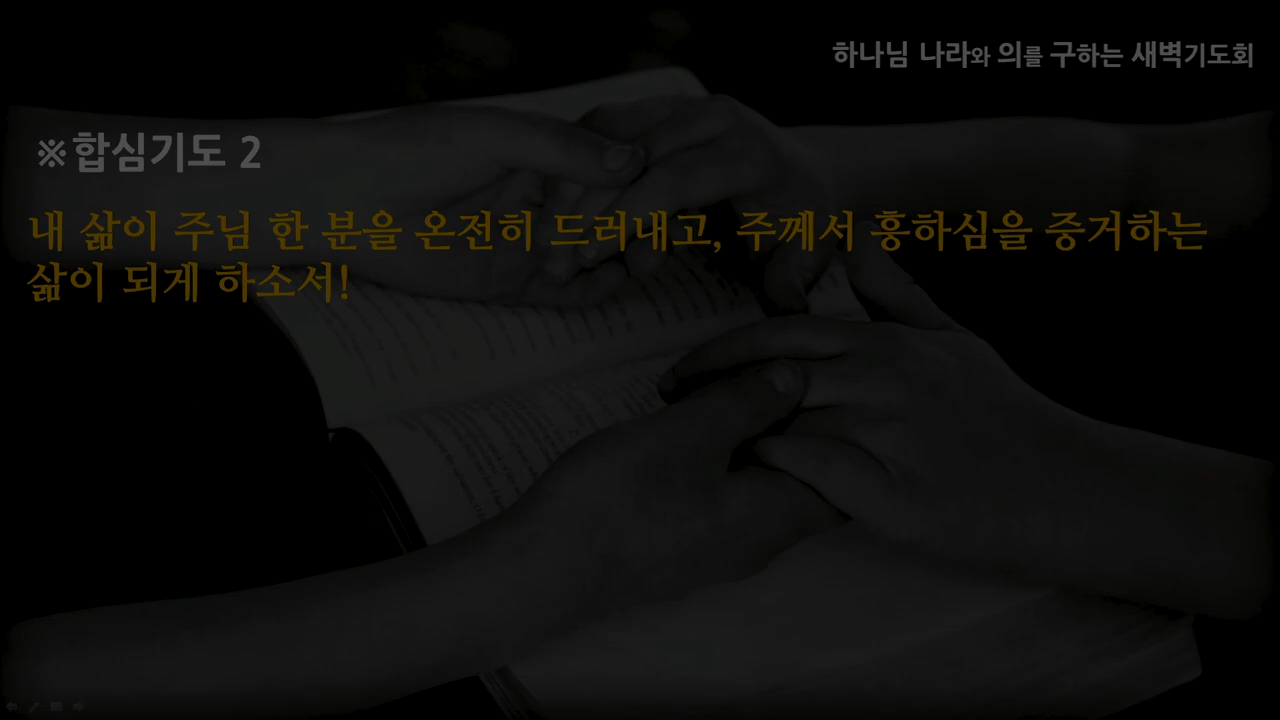 하나님 나라와 의를 구하는 새벽기도회
※합심기도 2
내 삶이 주님 한 분을 온전히 드러내고, 주께서 흥하심을 증거하는
삶이 되게 하소서!